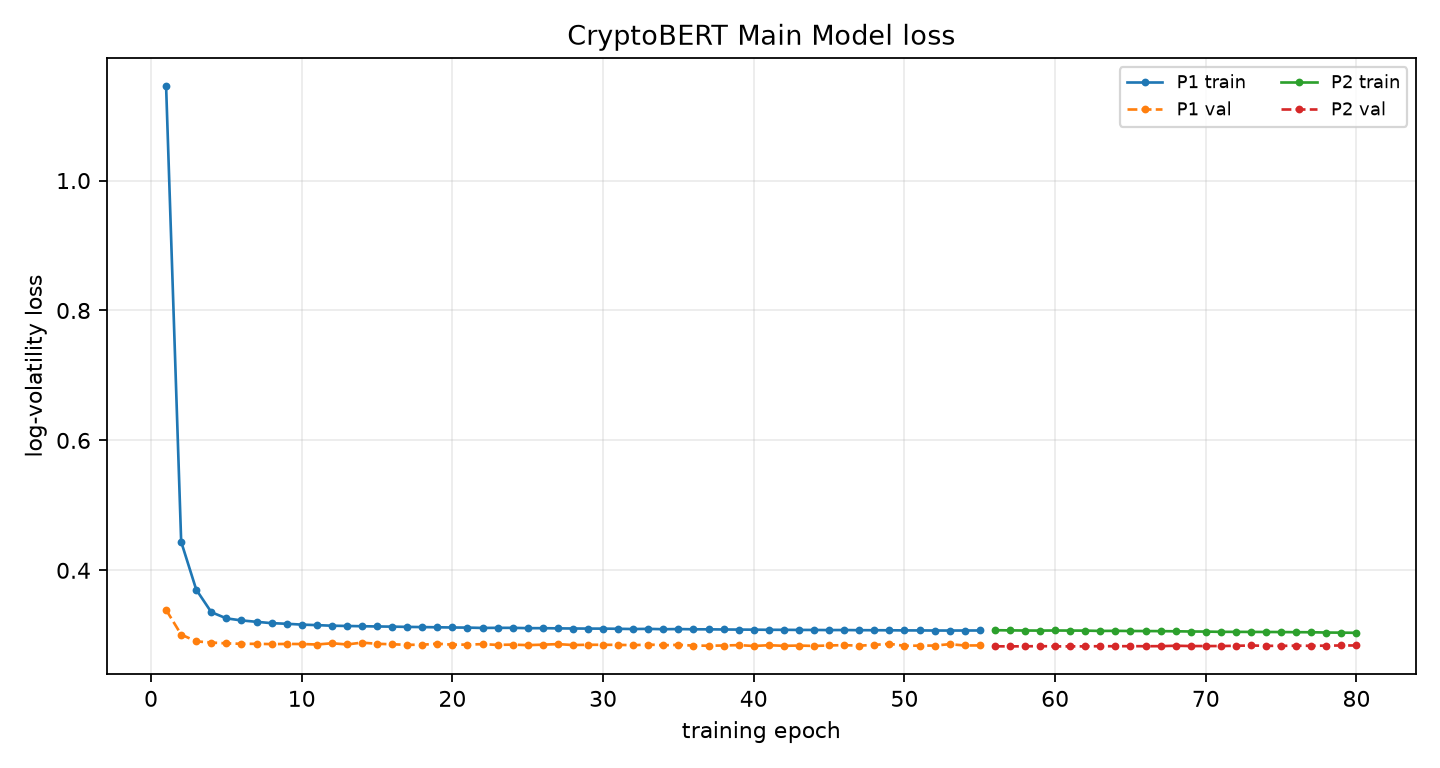 CryptoBERT Main Model loss
P1 train
P1 val
P2 train
P2 val
log-volatility loss
1.0
0.8
0.6
0.4
0 10 20 30 40 50 60 70 80
training epoch